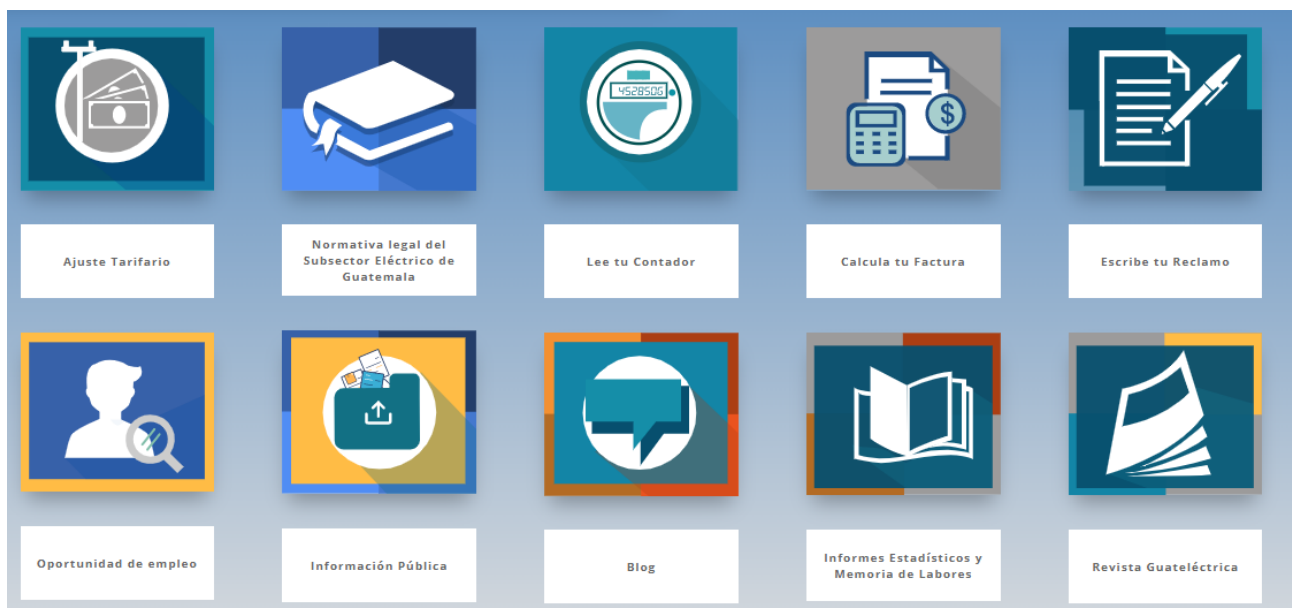 4528506
$
Ajuste Tarifario
Normativa legal del
Subsector Eléctrico de
Guatemala
Lee tu Contador
Calcula tu Factura
Escribe tu Reclamo
Oportunidad de empleo
Información Pública
Blog
Informes Estadísticos y
Memoria de Labores
Revista Guateléctrica